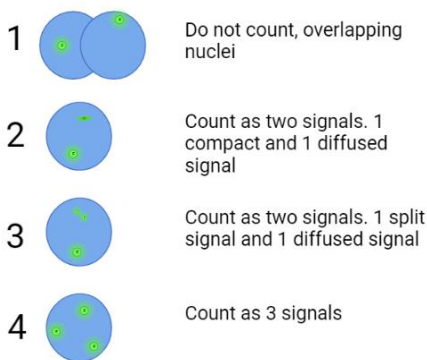 1
Do not count, overlapping
nuclei
2
Count as two signals. 1
compact and 1 diffused
signal
3
Count as two signals. 1 split
signal and 1 diffused signal
4
Count as 3 signals